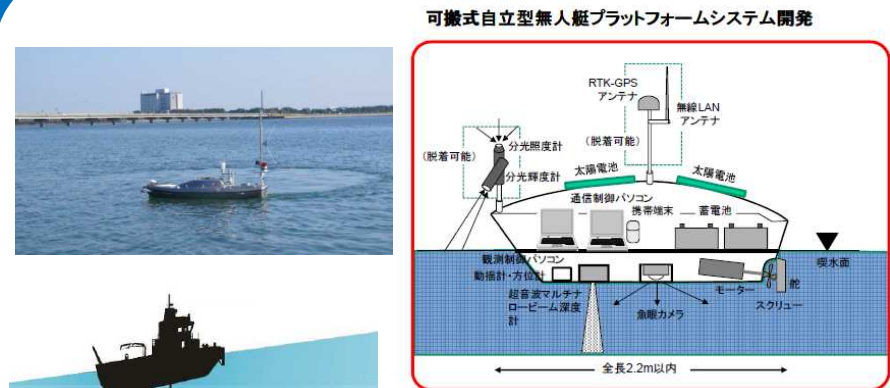 可搬式自立型無人艇プラットフォームシステム開発
RTK-GPS
アンテナ
無線LAN
アンテナ
(脱着可能)
分光照度計
(脱着可能)
分光輝度計
太陽電池
太陽電池
通信制御パソコン
携帯端末
蓄電池
観測制御パソコン
動揺計・方位計
喫水面
モーター
舵
スクリュー
超音波マルチナ
ロービーム深度
計
魚眼カメラ
全長2.2m以内